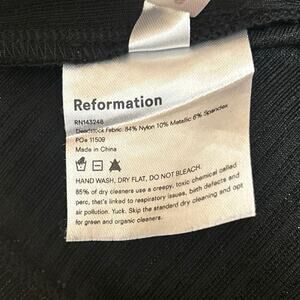 Reformation
RN143248
Deadstock Fabric: 84% Nylon 10% Metallic 6% Spandex
PO# 11509
Made in China
HAND WASH, DRY FLAT, DO NOT BLEACH.
85% of dry cleaners use a creepy, toxic chemical called
perc, that's linked to respiratory issues, birth defects and
air pollution. Yuck. Skip the standard dry cleaning and opt
for green and organic cleaners.